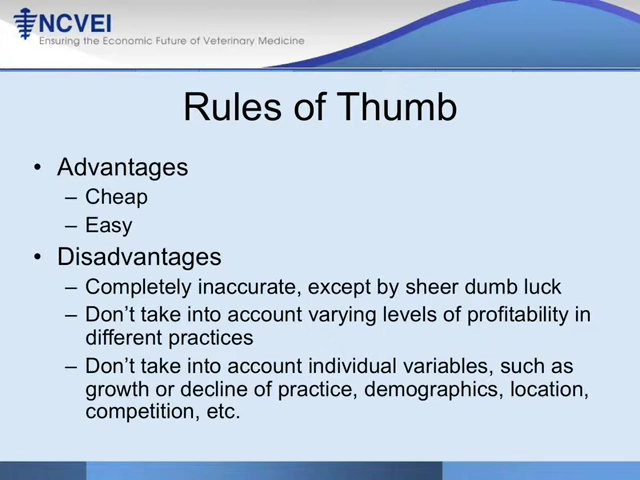 NCVEI
Ensuring the Economic Future of Veterinary Medicine
Rules of Thumb
• Advantages
– Cheap
– Easy
• Disadvantages
– Completely inaccurate, except by sheer dumb luck
– Don’t take into account varying levels of profitability in
different practices
– Don’t take into account individual variables, such as
growth or decline of practice, demographics, location,
competition, etc.